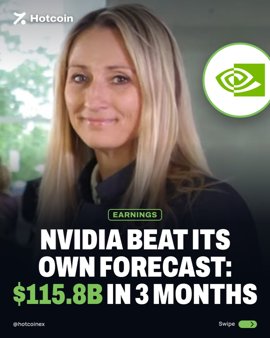 Hotcoin
EARNINGS
NVIDIA BEAT ITS
OWN FORECAST:
$115.8B IN 3 MONTHS
@hotcoinex
Swipe